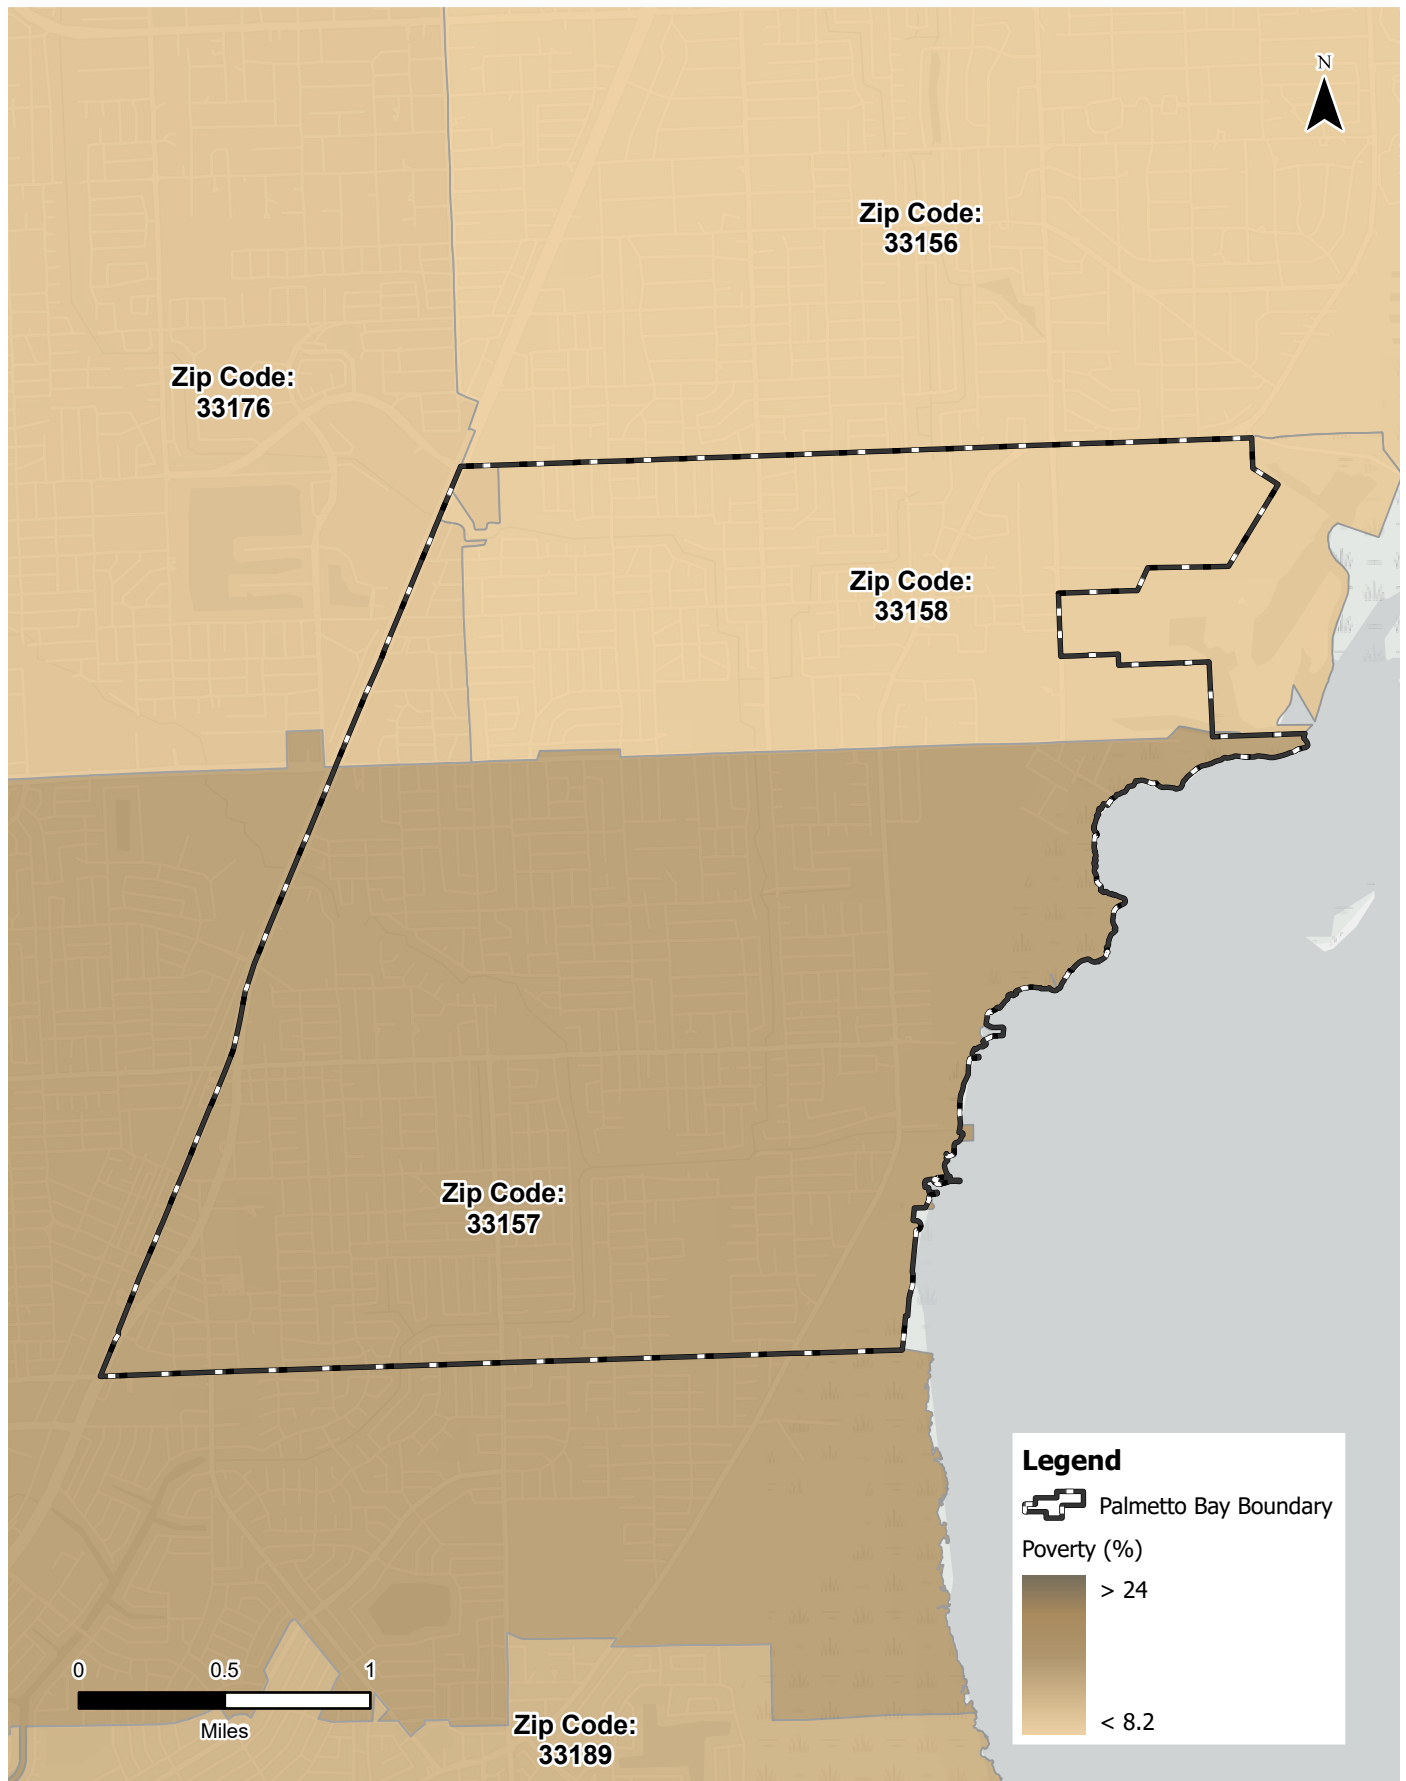 N
Zip Code:
33156
Zip Code:
33176
Zip Code:
33158
Zip Code:
33157
Legend
Palmetto Bay Boundary
Poverty (%)
> 24
< 8.2
0 0.5 1
Miles
Zip Code:
33189